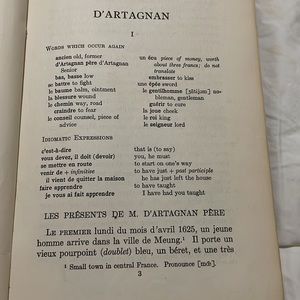 D'ARTAGNAN
I
WORDS WHICH OCCUR AGAIN
ancien old, former
d'Artagnan père d'Artagnan
Senior
bas, basse low
se battre to fight
le baume balm, ointment
la blessure wound
le chemin way, road
craindre to fear
le conseil counsel, piece of
advice
un écu piece of money, worth
about three francs; do not
translate
embrasser to kiss
le gentilhomme [ʒɑ̃tijɔm] no-
bleman, gentleman
guérir to cure
la joue cheek
le roi king
le seigneur lord
IDIOMATIC EXPRESSIONS
c'est-à-dire that is (to say)
vous devez, il doit (devoir) you, he must
se mettre en route to start on one's way
venir de + infinitive to have just + past participle
il vient de quitter la maison he has just left the house
faire apprendre to have taught
je vous ai fait apprendre I have had you taught
LES PRÉSENTS DE M. D'ARTAGNAN PÈRE
LE PREMIER lundi du mois d'avril 1625, un jeune
homme arrive dans la ville de Meung.¹ Il porte un
vieux pourpoint (doublet) bleu, un béret, et une très
¹ Small town in central France. Pronounce [mœ̃].
3